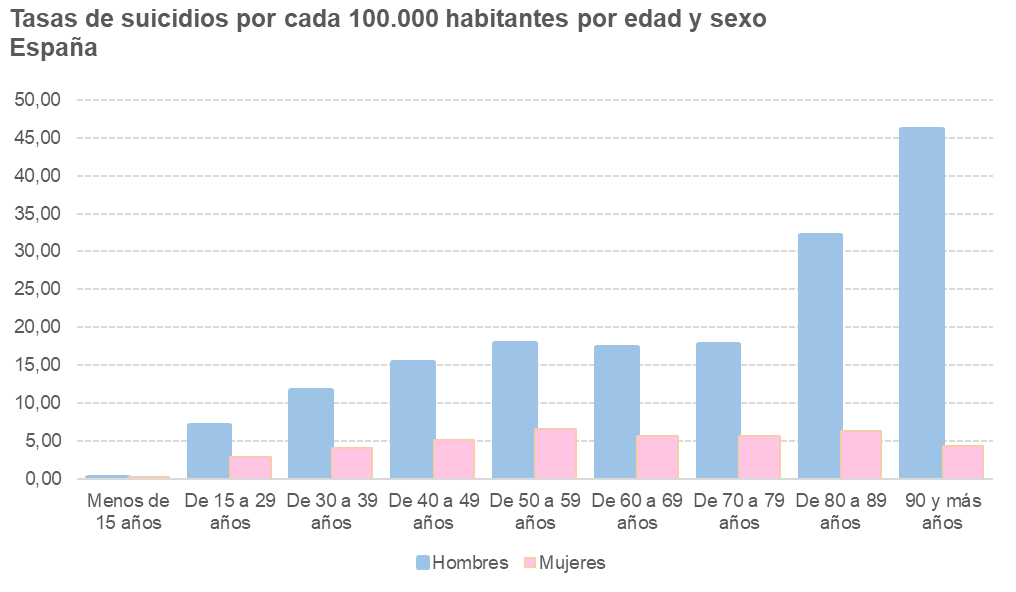 Tasas de suicidios por cada 100.000 habitantes por edad y sexo
España
50,00
45,00
40,00
35,00
30,00
25,00
20,00
15,00
10,00
5,00
0,00
Menos de
15 años
De 15 a 29
años
De 30 a 39
años
De 40 a 49
años
De 50 a 59
años
De 60 a 69
años
De 70 a 79
años
De 80 a 89
años
90 y más
años
Hombres
Mujeres